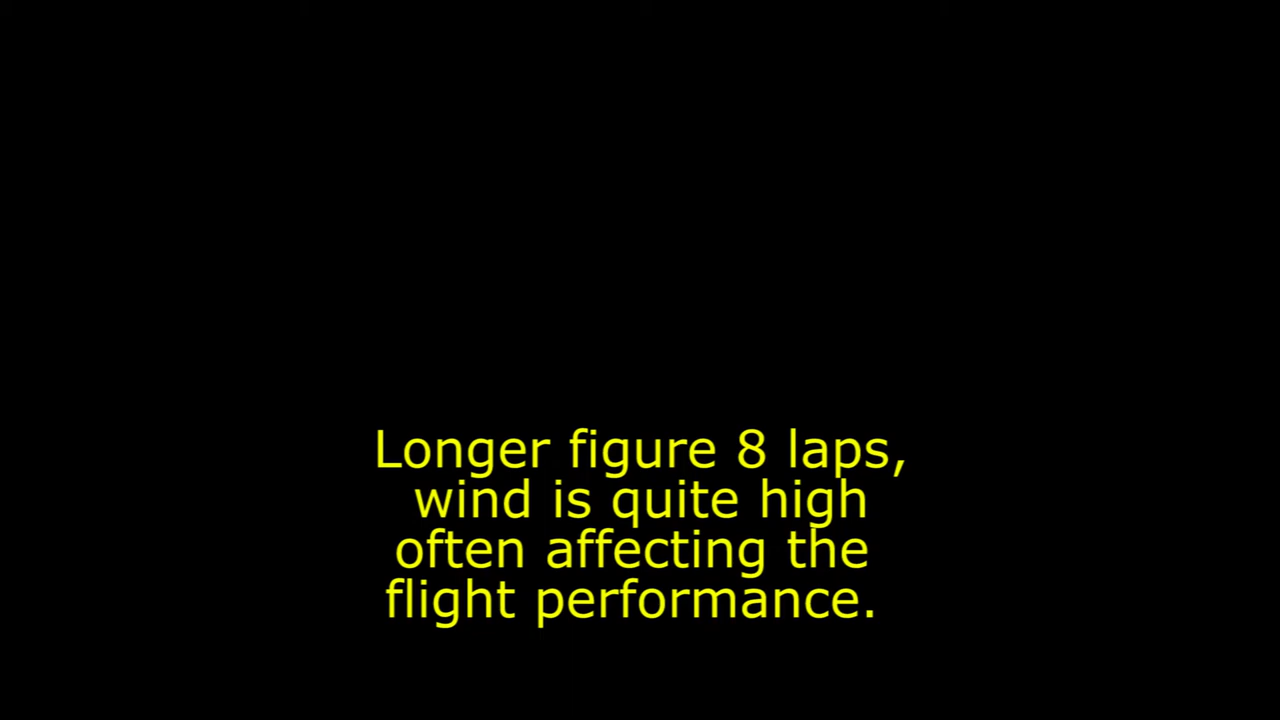 Longer figure 8 laps,
wind is quite high
often affecting the
flight performance.